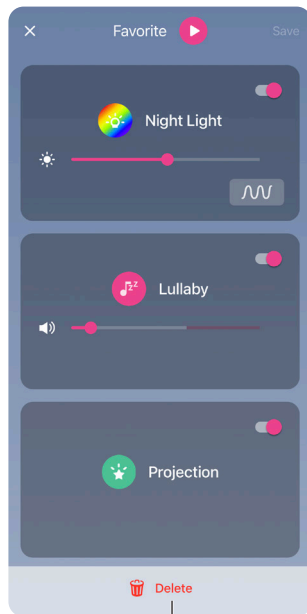 Favorite
Save
Night Light
Lullaby
Projection
Delete